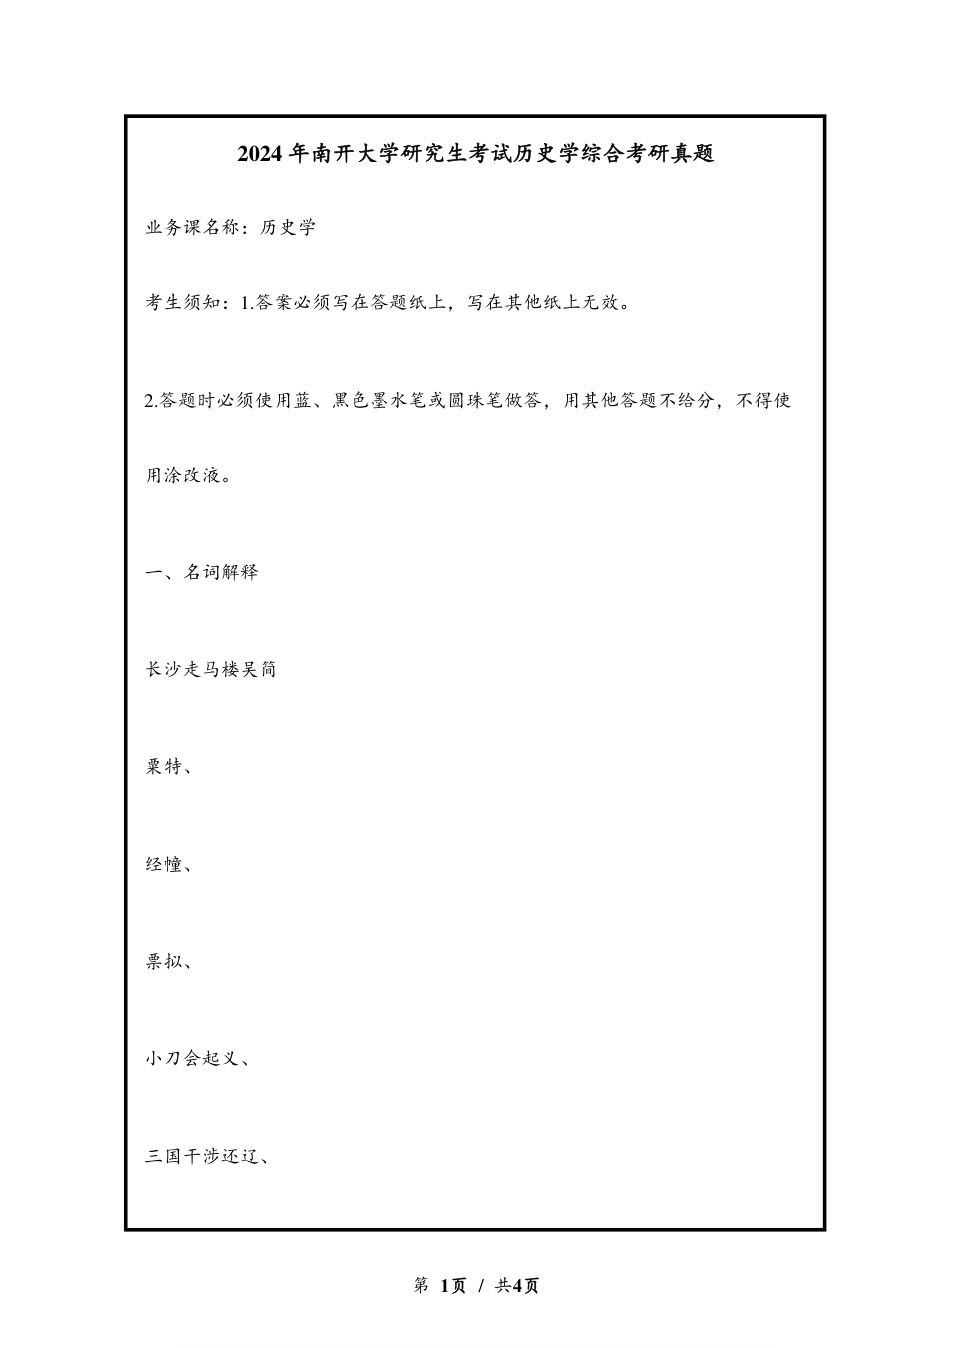 2024 年南开大学研究生考试历史学综合考研真题
业务课名称：历史学
考生须知：1.答案必须写在答题纸上，写在其他纸上无效。
2.答题时必须使用蓝、黑色墨水笔或圆珠笔做答，用其他答题不给分，不得使
用涂改液。
一、名词解释
长沙走马楼吴简
粟特、
经幢、
票拟、
小刀会起义、
三国干涉还辽、
第 1页 / 共4页